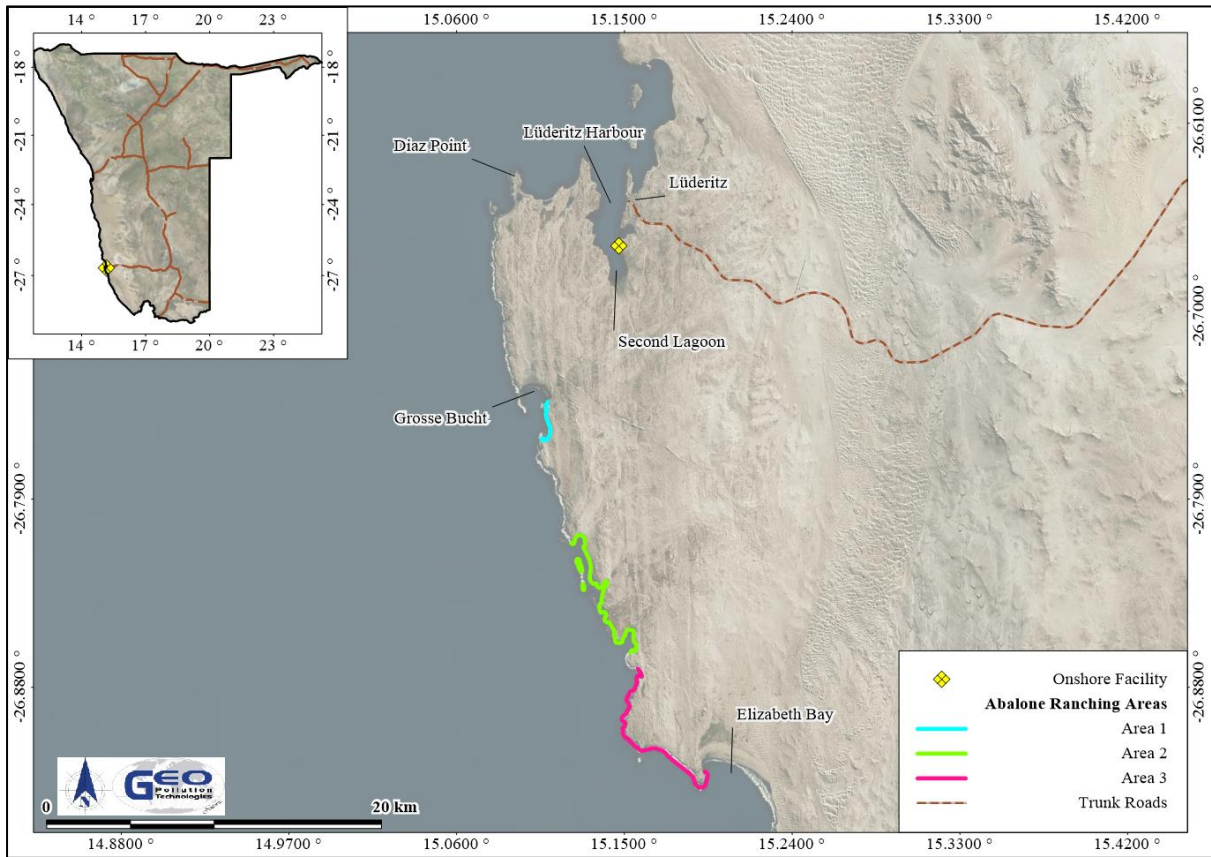 14 ° 17 ° 20 ° 23 °
15.0600 ° 15.1500 ° 15.2400 ° 15.3300 ° 15.4200 °
-18 ° -18 °
-21 ° -21 °
-24 ° -24 °
-27 ° -27 °
14 ° 17 ° 20 ° 23 °
-26.6100 °
Lüderitz Harbour
Diaz Point
Lüderitz
-26.7000 °
Second Lagoon
Grosse Bucht
-26.7900 ° -26.7900 °
-26.8800 ° -26.8800 °
Elizabeth Bay
Onshore Facility
Abalone Ranching Areas
Area 1
Area 2
Area 3
Trunk Roads
GEO
Pollution
Technologies
0 20 km
14.8800 ° 14.9700 ° 15.0600 ° 15.1500 ° 15.2400 ° 15.3300 ° 15.4200 °